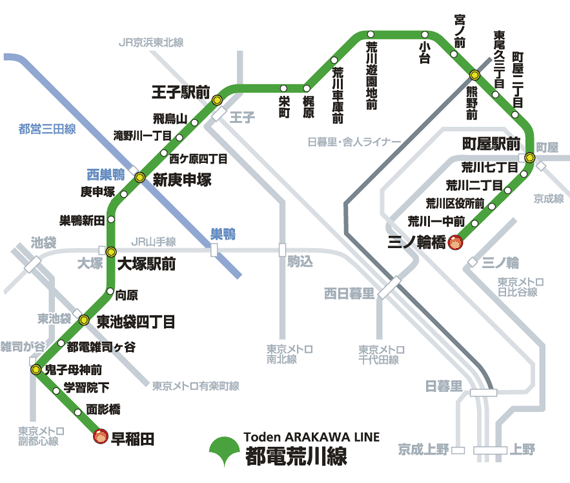 JR京浜東北線
都営三田線
西巣鴨
王子駅前
飛鳥山
滝野川一丁目
西ケ原四丁目
新庚申塚
庚申塚
巣鴨新田
JR山手線
巣鴨
駒込
池袋
大塚
大塚駅前
向原
東池袋
東池袋四丁目
都電雑司ヶ谷
雑司が谷
鬼子母神前
学習院下
面影橋
早稲田
東京メトロ
副都心線
東京メトロ有楽町線
東京メトロ
南北線
東京メトロ
千代田線
王子
栄町
梶原
荒川車庫前
荒川遊園地前
小台
宮ノ前
熊野前
東尾久三丁目
町屋二丁目
日暮里・舎人ライナー
町屋駅前
町屋
京成線
荒川七丁目
荒川二丁目
荒川区役所前
荒川一中前
三ノ輪橋
三ノ輪
東京メトロ
日比谷線
西日暮里
日暮里
京成上野
上野
Toden ARAKAWA LINE
都電荒川線